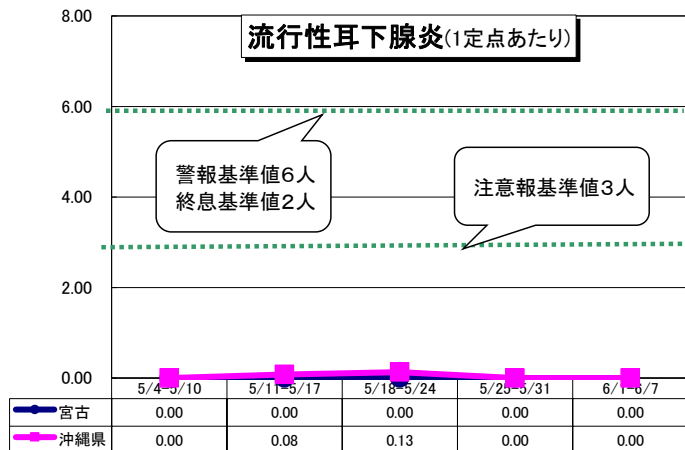 8.00
流行性耳下腺炎(1定点あたり)
6.00
警報基準値6人
終息基準値2人
注意報基準値3人
4.00
2.00
0.00
5/4-5/10 5/11-5/17 5/18-5/24 5/25-5/31 6/1-6/7
宮古 0.00 0.00 0.00 0.00 0.00
沖縄県 0.00 0.08 0.13 0.00 0.00